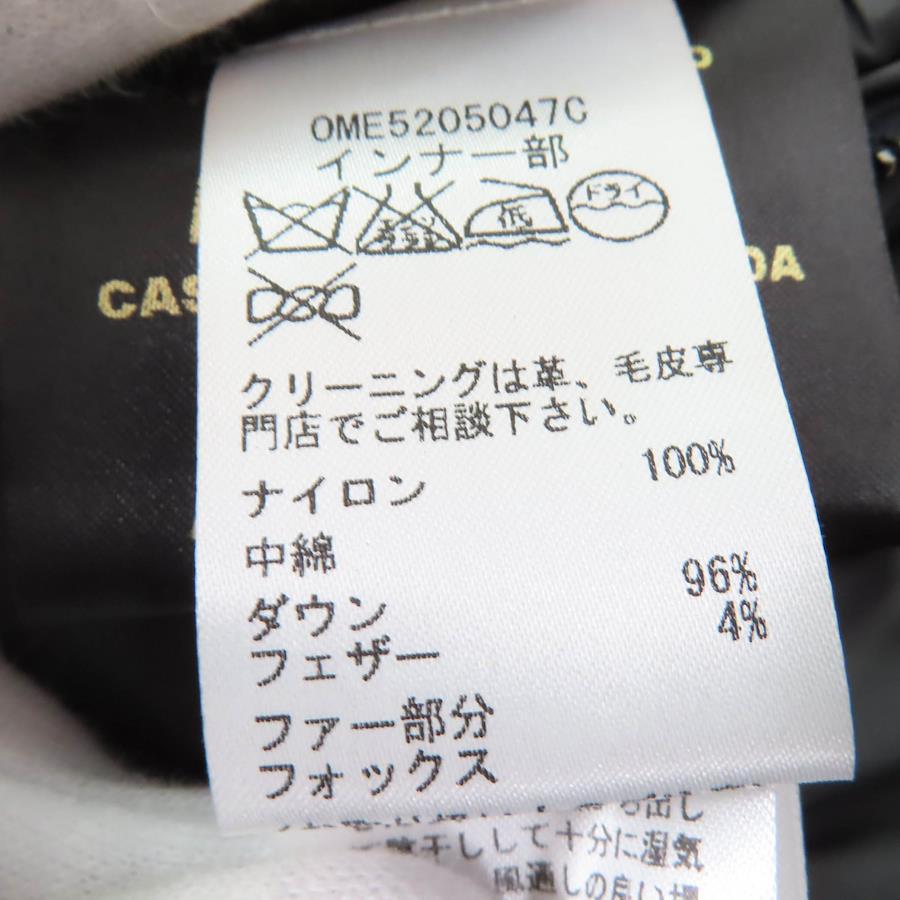 OME5205047C
インナー部
低
ドライ
CAS
DA
クリーニングは革、毛皮専
門店でご相談下さい。
ナイロン 100%
中綿
ダウン 96%
フェザー 4%
ファー部分
フォックス
出し
干しして十分に湿気
風通しの良い